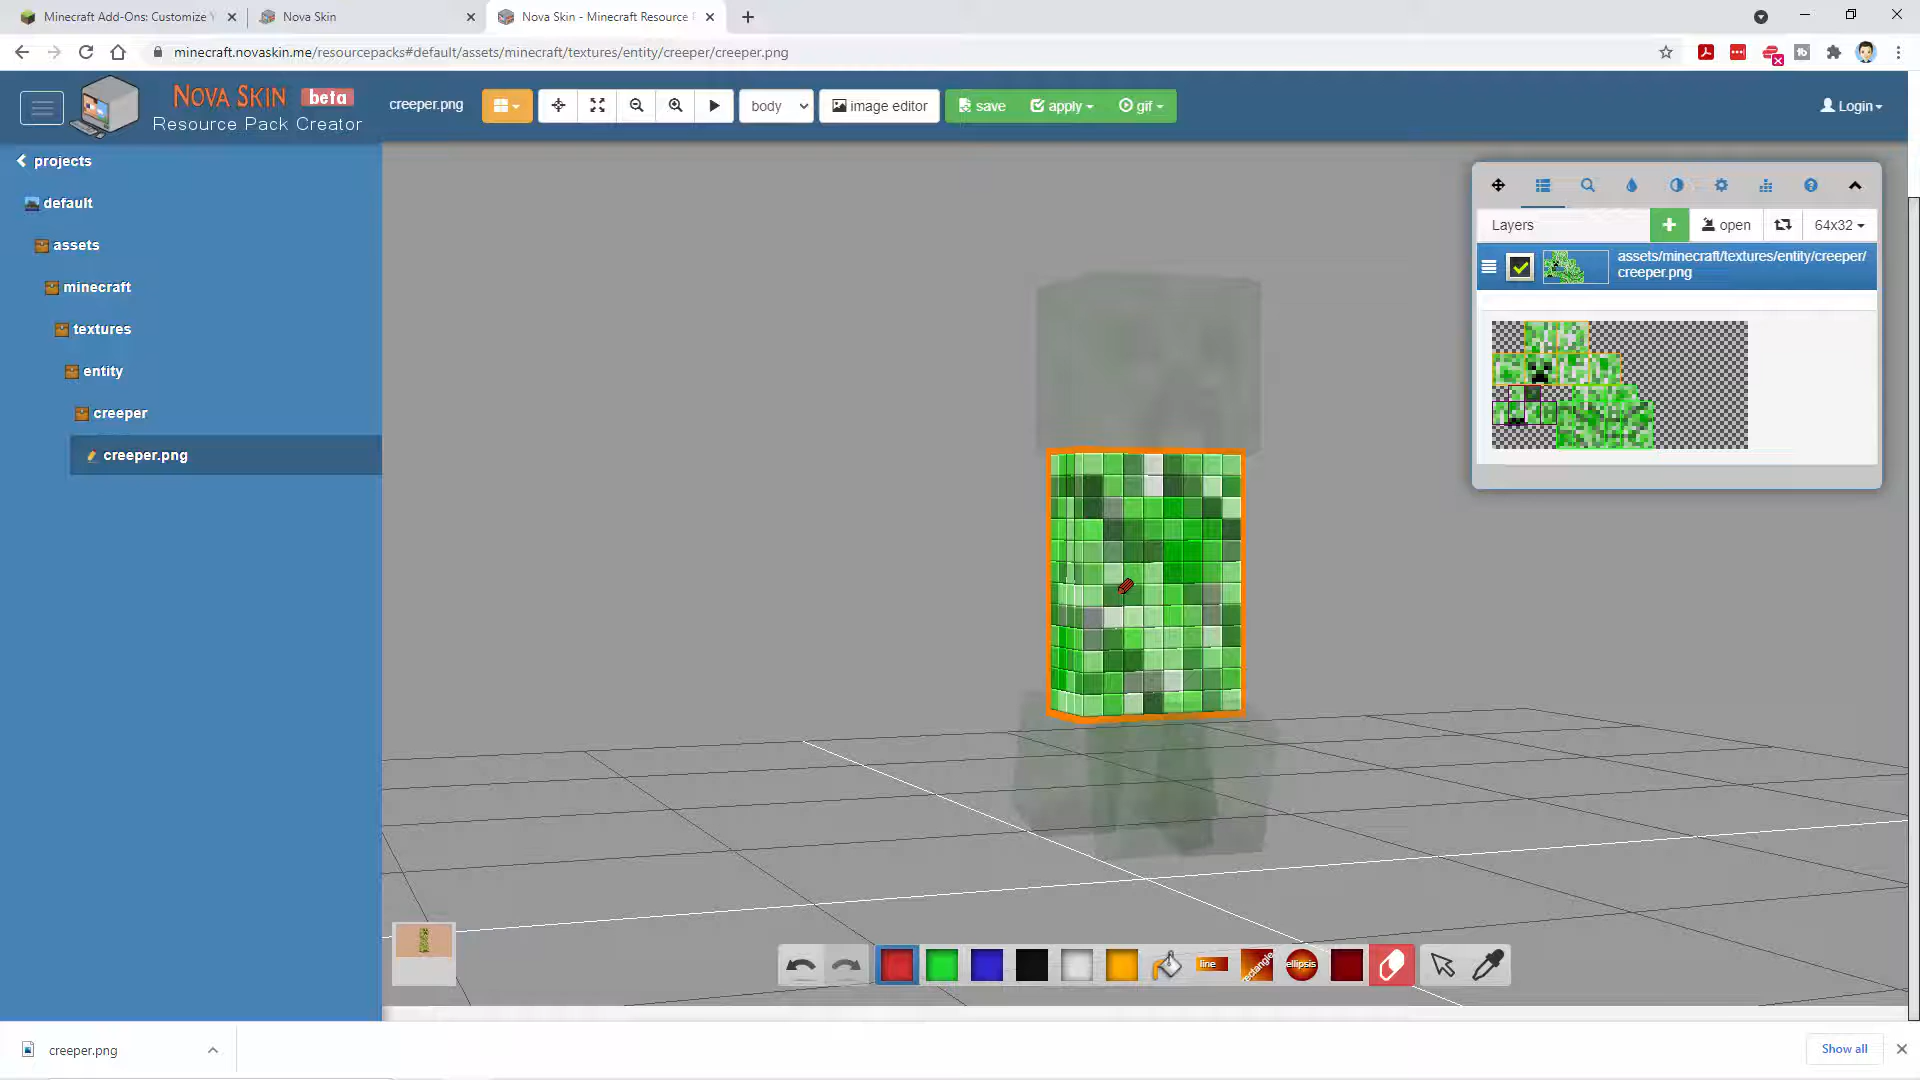 Minecraft Add-Ons: Customize Y
Nova Skin
Nova Skin - Minecraft Resource P
minecraft.novaskin.me/resourcepacks#default/assets/minecraft/textures/entity/creeper/creeper.png
NOVA SKIN beta
Resource Pack Creator
creeper.png
body
image editor
save
apply
gif
Login
projects
default
assets
minecraft
textures
entity
creeper
creeper.png
Layers
open
64x32
assets/minecraft/textures/entity/creeper/
creeper.png
line
rectangle
ellipsis
creeper.png
Show all